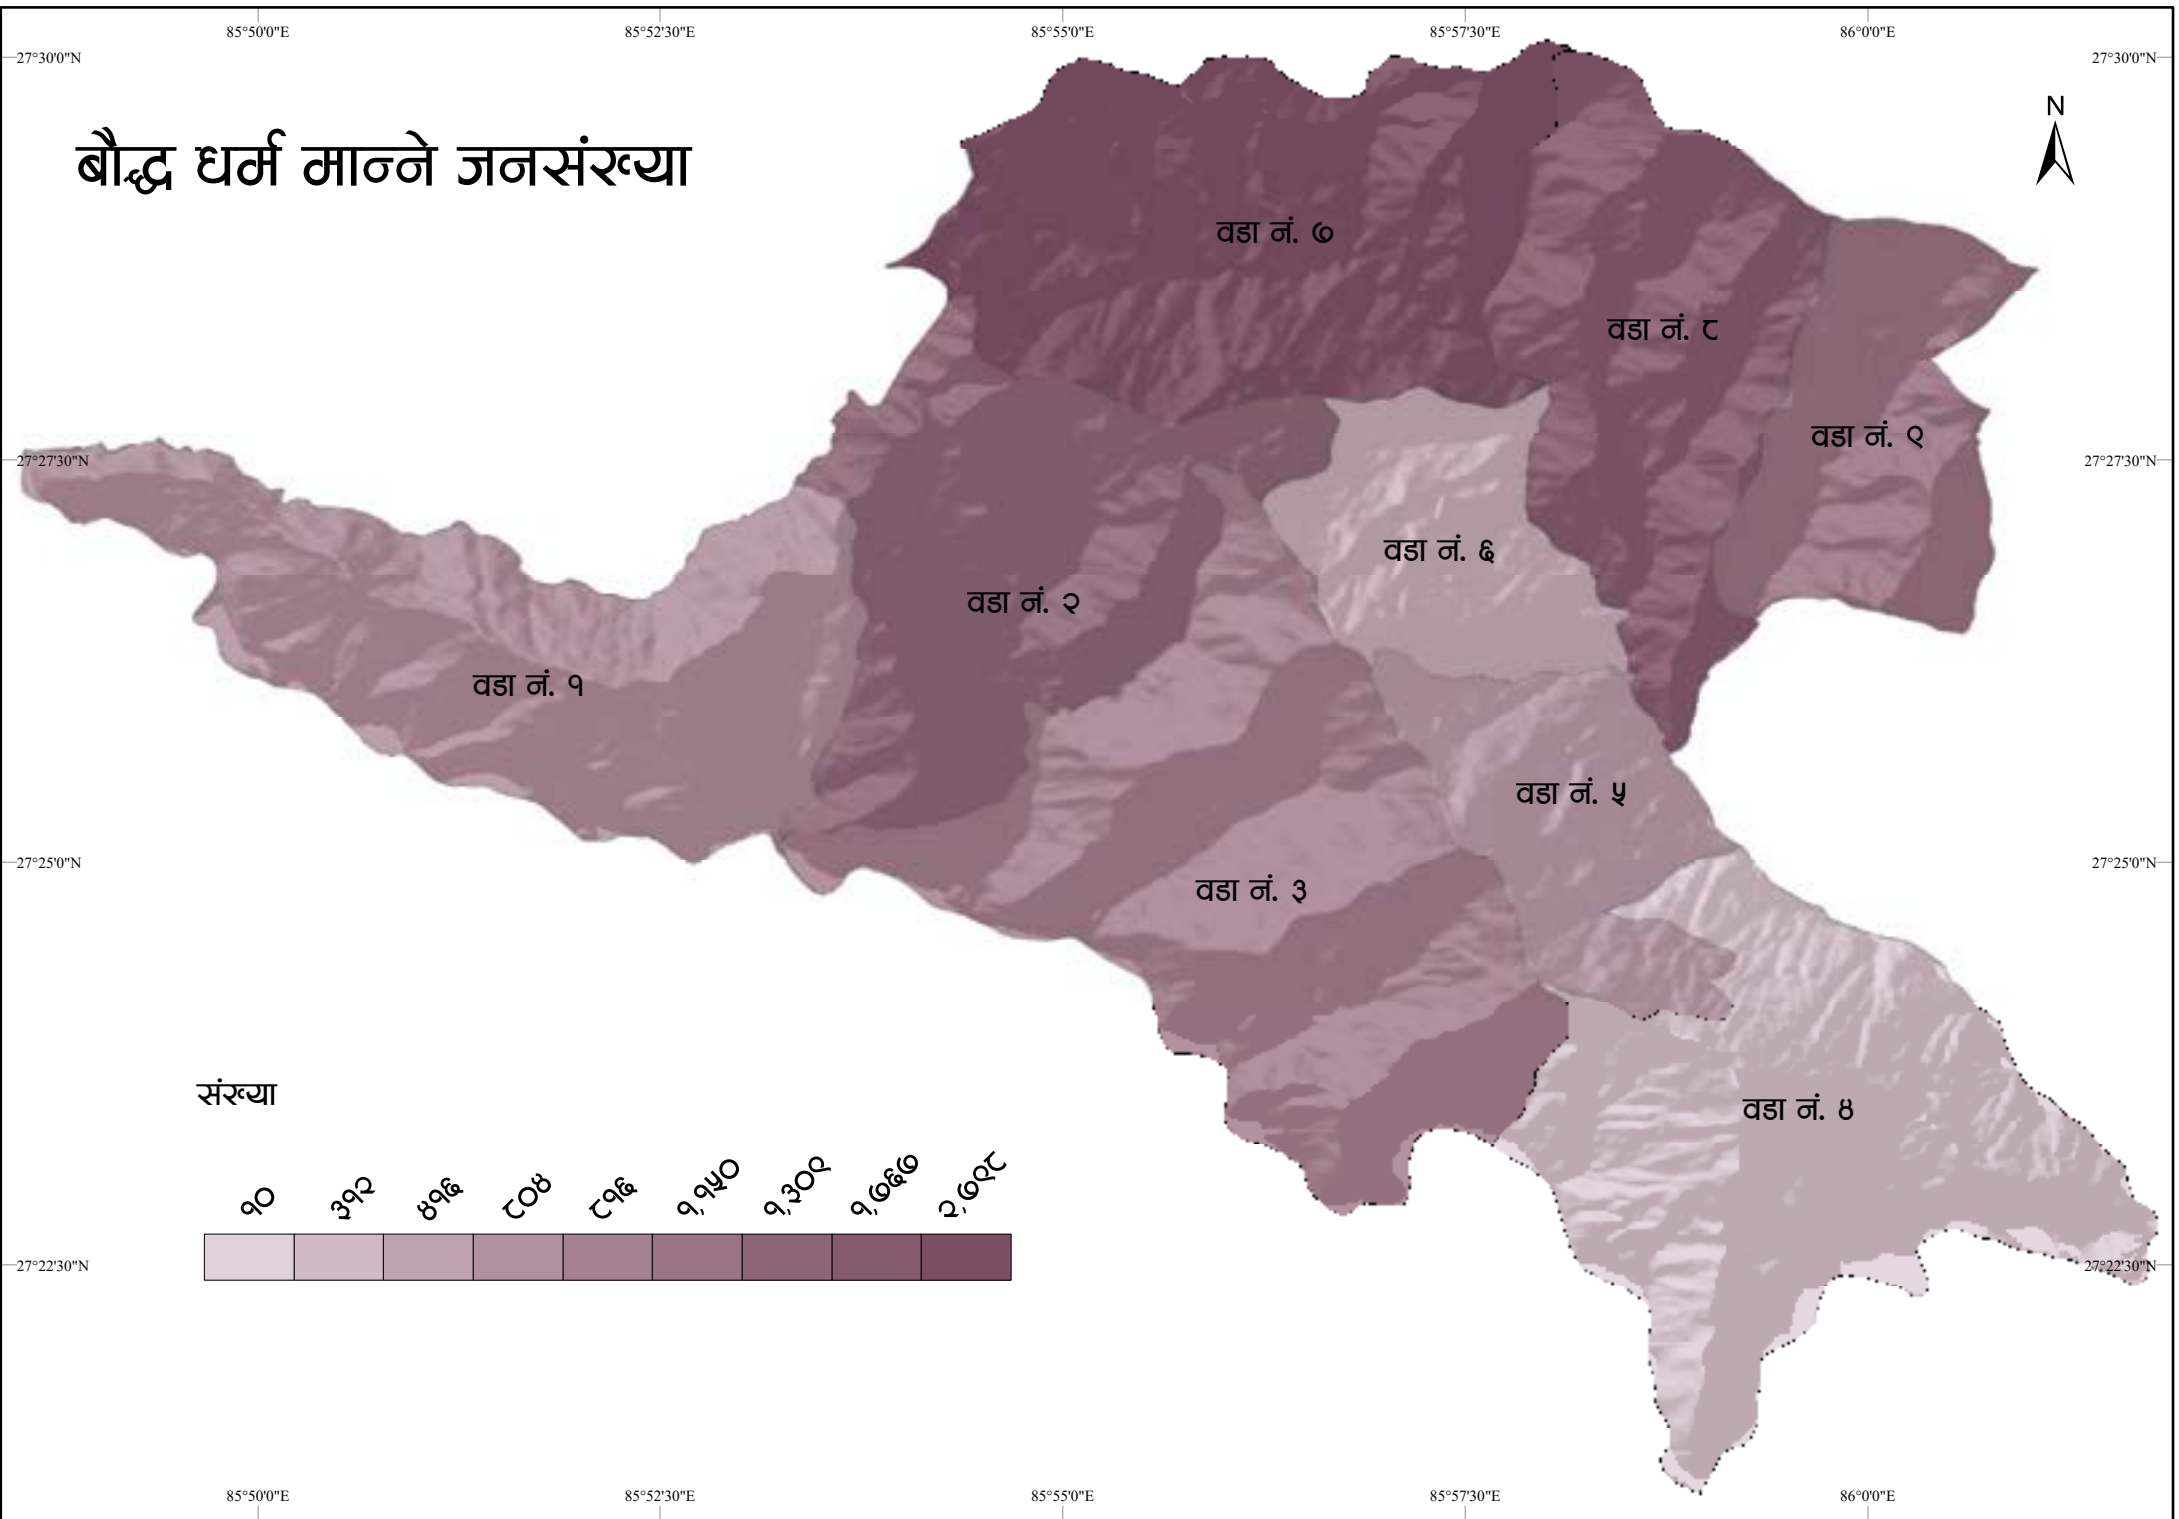 85°50'0"E 85°52'30"E 85°55'0"E 85°57'30"E 86°0'0"E
27°30'0"N 27°30'0"N
N
बौद्ध धर्म मान्ने जनसंख्या
वडा नं. ७
वडा नं. ८
वडा नं. ९
27°27'30"N 27°27'30"N
वडा नं. ६
वडा नं. २
वडा नं. १
वडा नं. ५
27°25'0"N 27°25'0"N
वडा नं. ३
संख्या
वडा नं. ४
१० ३१२ ४१६ ८०४ ८१६ १,१५० १,३०९ १,७६७ २,७९८
27°22'30"N 27°22'30"N
85°50'0"E 85°52'30"E 85°55'0"E 85°57'30"E 86°0'0"E